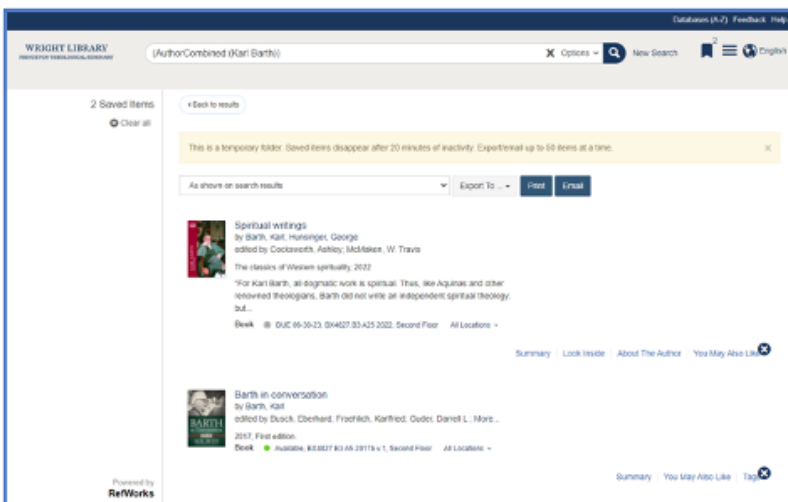 Databases (A-Z) Feedback Help
WRIGHT LIBRARY
PRINCETON THEOLOGICAL SEMINARY
(AuthorCombined:(Karl Barth))
X Options
New Search
2
English
2 Saved Items
Clear all
Back to results
This is a temporary folder. Saved items disappear after 20 minutes of inactivity. Export/email up to 50 items at a time.
×
As shown on search results
Export To ...
Print
Email
Spiritual writings
by Barth, Karl, Hunsinger, George
edited by Cocksworth, Ashley; McMaken, W. Travis
The classics of Western spirituality, 2022
"For Karl Barth, all dogmatic work is spiritual. Thus, like Aquinas and other
renowned theologians, Barth did not write an independent spiritual theology;
but...
Book DUE 06-30-23, BX4827.B3 A25 2022, Second Floor All Locations
Summary Look Inside About The Author You May Also Like
BARTH
Barth in conversation
by Barth, Karl
edited by Busch, Eberhard, Froehlich, Karlfried, Guder, Darrell L.; More...
2017, First edition.
Book Available, BX4827.B3 A5 2017b v.1, Second Floor All Locations
Summary You May Also Like Tags
Powered by
RefWorks